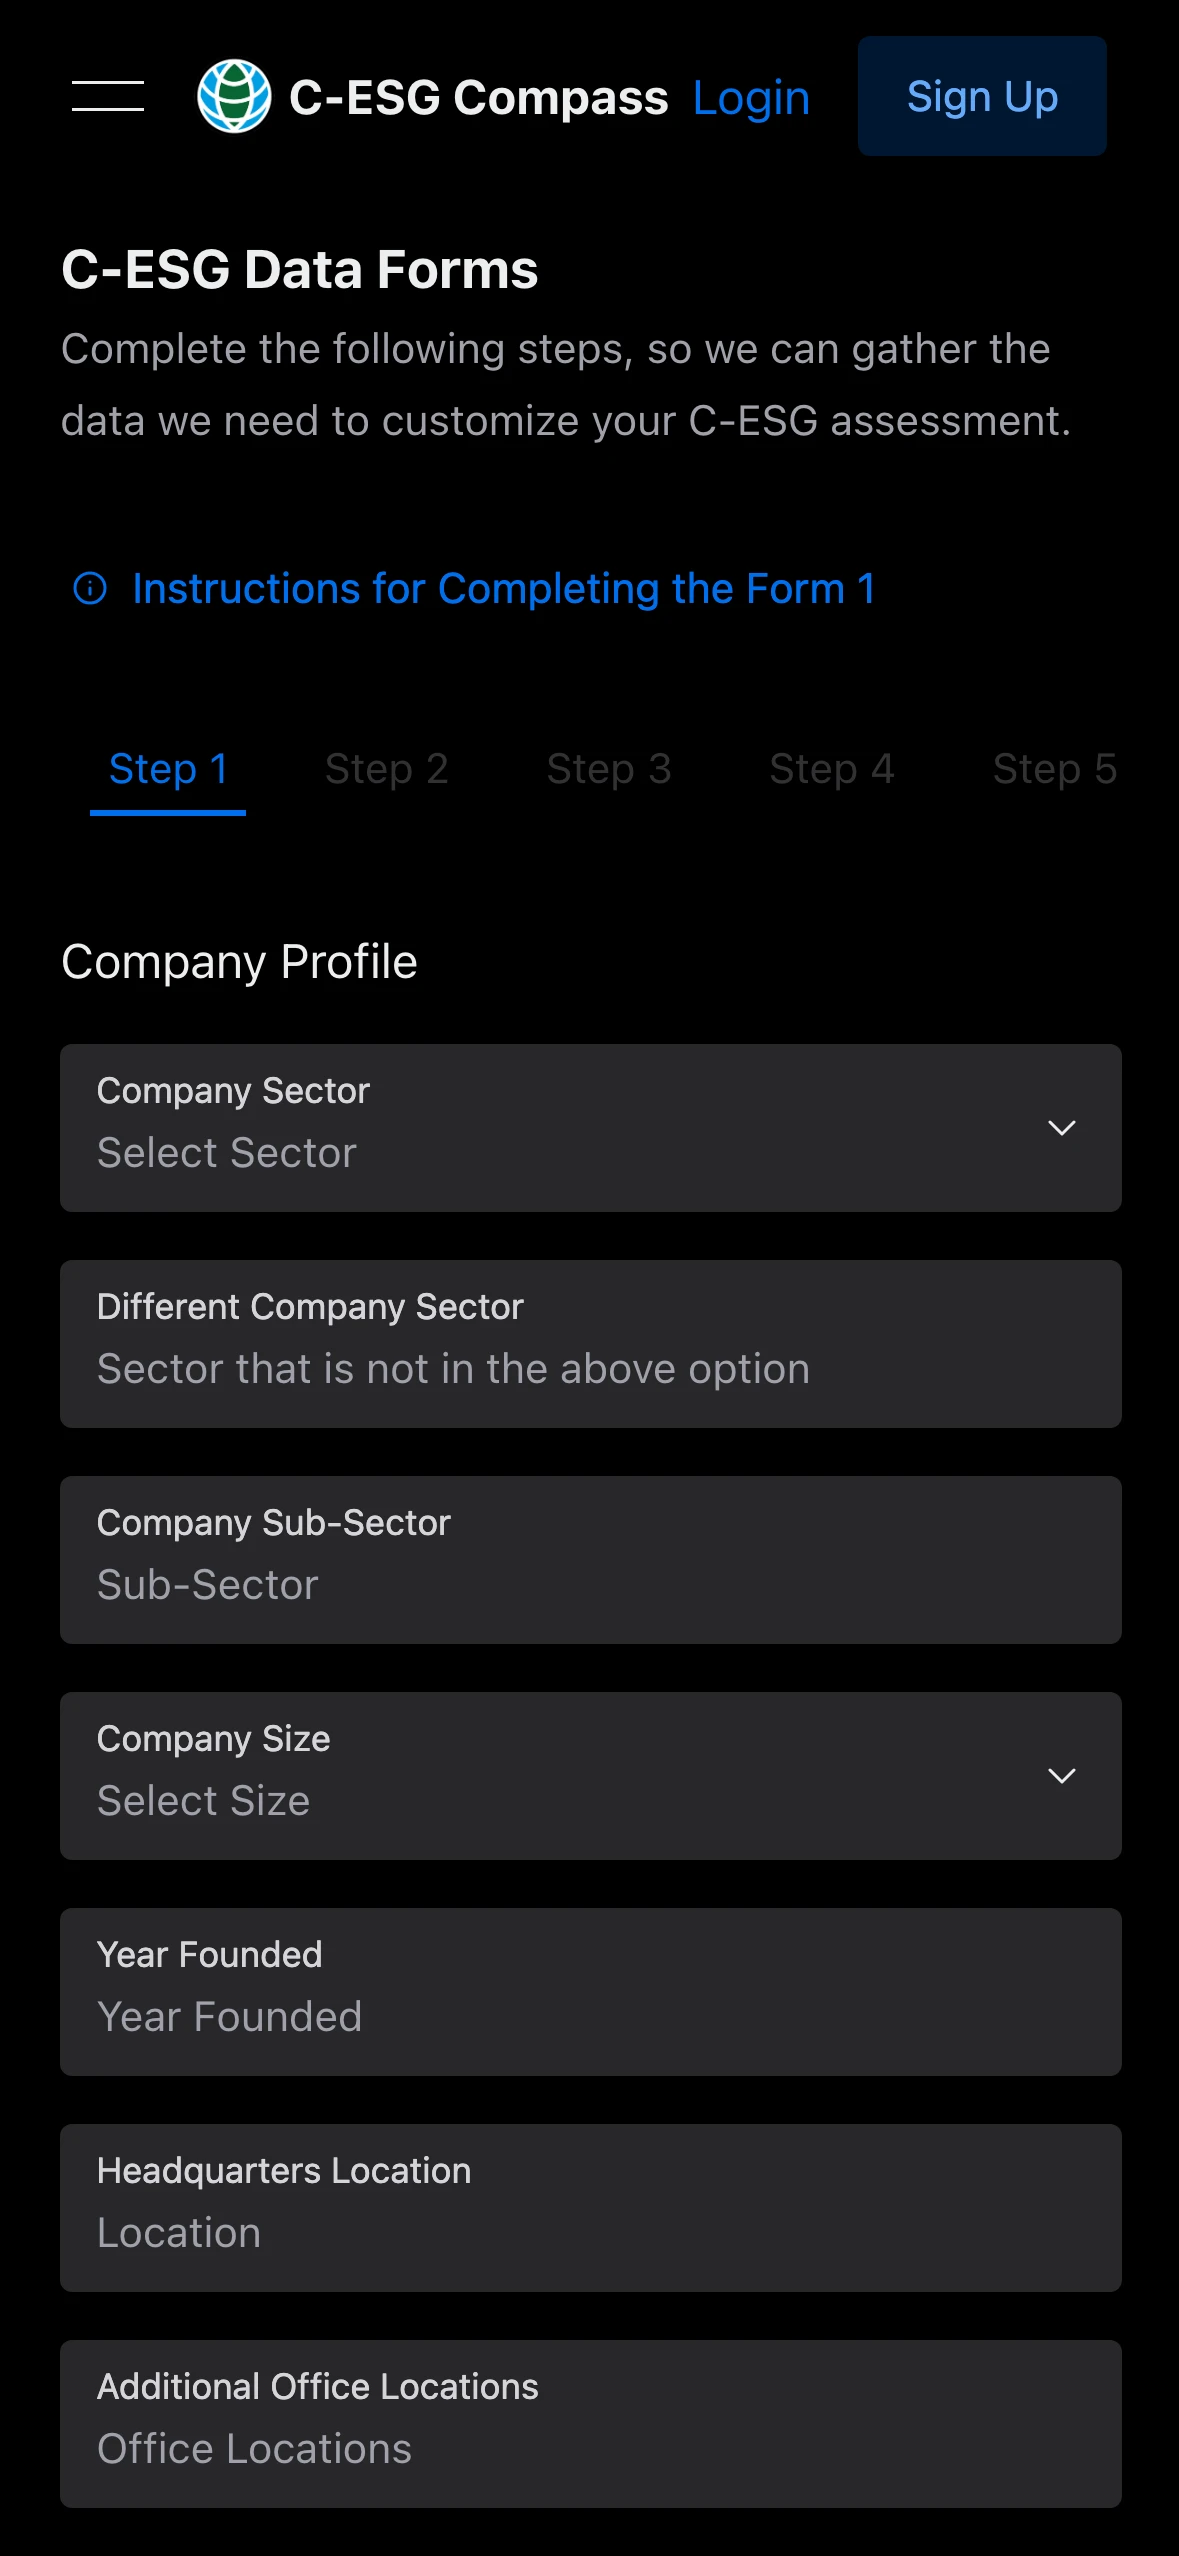 C-ESG Compass
Login
Sign Up
C-ESG Data Forms
Complete the following steps, so we can gather the
data we need to customize your C-ESG assessment.
Instructions for Completing the Form 1
Step 1
Step 2
Step 3
Step 4
Step 5
Company Profile
Company Sector
Select Sector
Different Company Sector
Sector that is not in the above option
Company Sub-Sector
Sub-Sector
Company Size
Select Size
Year Founded
Year Founded
Headquarters Location
Location
Additional Office Locations
Office Locations